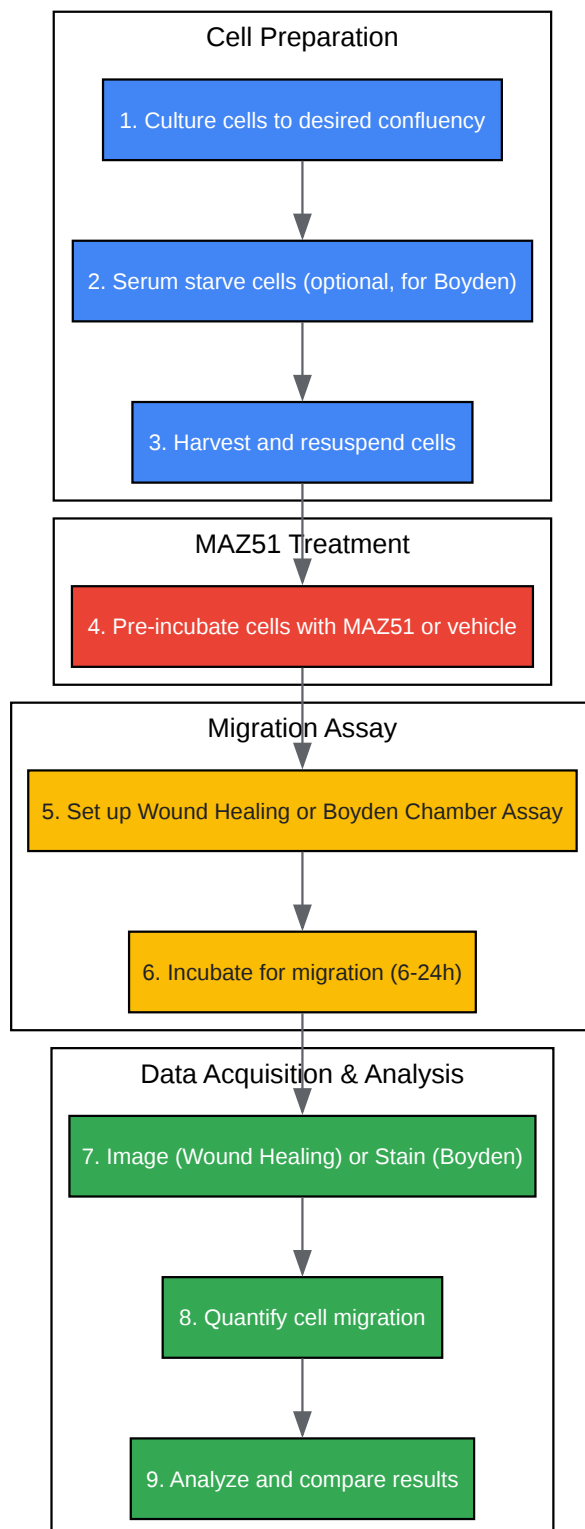 Cell Preparation
1. Culture cells to desired confluency
2. Serum starve cells (optional, for Boyden)
3. Harvest and resuspend cells
MAZ51 Treatment
4. Pre-incubate cells with MAZ51 or vehicle
Migration Assay
5. Set up Wound Healing or Boyden Chamber Assay
6. Incubate for migration (6-24h)
Data Acquisition & Analysis
7. Image (Wound Healing) or Stain (Boyden)
8. Quantify cell migration
9. Analyze and compare results